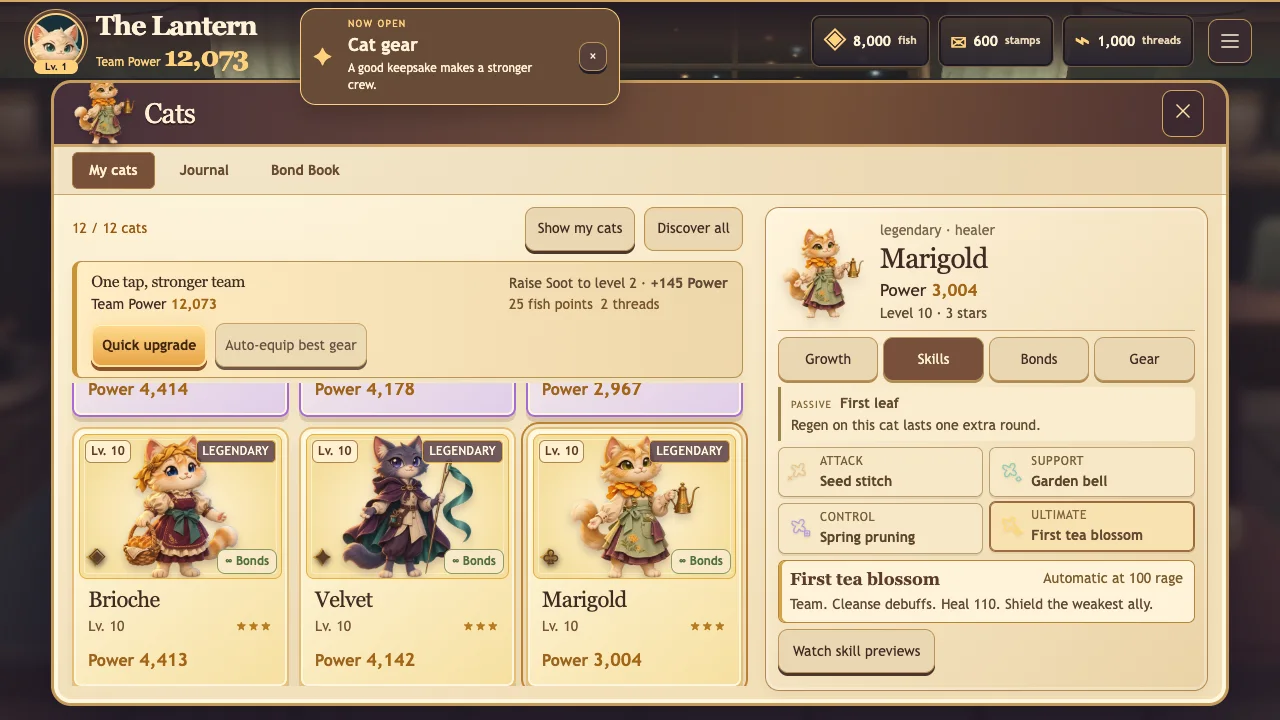 The Lantern
Lv. 1
Team Power 12,073
NOW OPEN
Cat gear
A good keepsake makes a stronger
crew.
×
8,000 fish
600 stamps
1,000 threads
Cats
My cats
Journal
Bond Book
12 / 12 cats
Show my cats
Discover all
One tap, stronger team
Team Power 12,073
Raise Soot to level 2 · +145 Power
25 fish points 2 threads
Quick upgrade
Auto-equip best gear
Power 4,414
Power 4,178
Power 2,967
Lv. 10
LEGENDARY
∞ Bonds
Brioche
Lv. 10
★★★
Power 4,413
Lv. 10
LEGENDARY
∞ Bonds
Velvet
Lv. 10
★★★
Power 4,142
Lv. 10
LEGENDARY
∞ Bonds
Marigold
Lv. 10
★★★
Power 3,004
legendary · healer
Marigold
Power 3,004
Level 10 · 3 stars
Growth
Skills
Bonds
Gear
PASSIVE First leaf
Regen on this cat lasts one extra round.
ATTACK
Seed stitch
SUPPORT
Garden bell
CONTROL
Spring pruning
ULTIMATE
First tea blossom
First tea blossom
Automatic at 100 rage
Team. Cleanse debuffs. Heal 110. Shield the weakest ally.
Watch skill previews